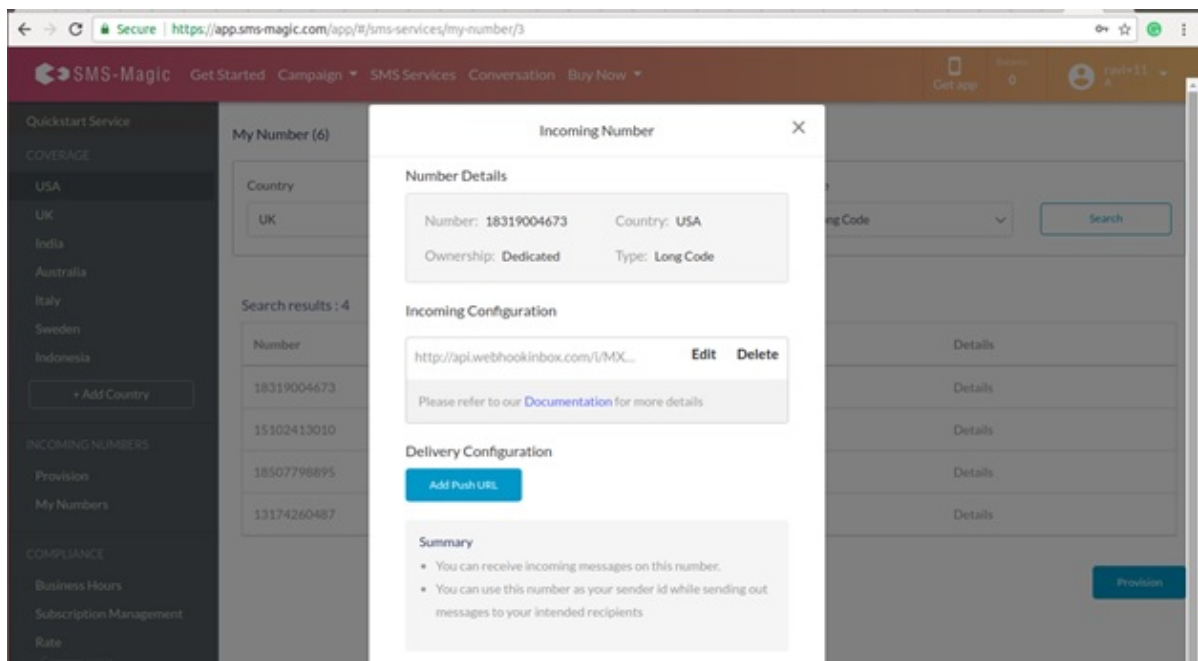 Secure | https://app.sms-magic.com/app/#/sms-services/my-number/3
SMS-Magic Get Started Campaign SMS Services Conversation Buy Now Get app Balance 0 ravi+11 A
Quickstart Service
COVERAGE
USA
UK
India
Australia
Italy
Sweden
Indonesia
+ Add Country
INCOMING NUMBERS
Provision
My Numbers
COMPLIANCE
Business Hours
Subscription Management
Rate
My Number (6)
Country
UK
ng Code
Search
Search results : 4
Number Details
18319004673 Details
15102413010 Details
18507798895 Details
13174260487 Details
Provision
Incoming Number
Number Details
Number: 18319004673 Country: USA
Ownership: Dedicated Type: Long Code
Incoming Configuration
http://api.webhookinbox.com/i/MX... Edit Delete
Please refer to our Documentation for more details
Delivery Configuration
Add Push URL
Summary
• You can receive incoming messages on this number.
• You can use this number as your sender id while sending out
messages to your intended recipients